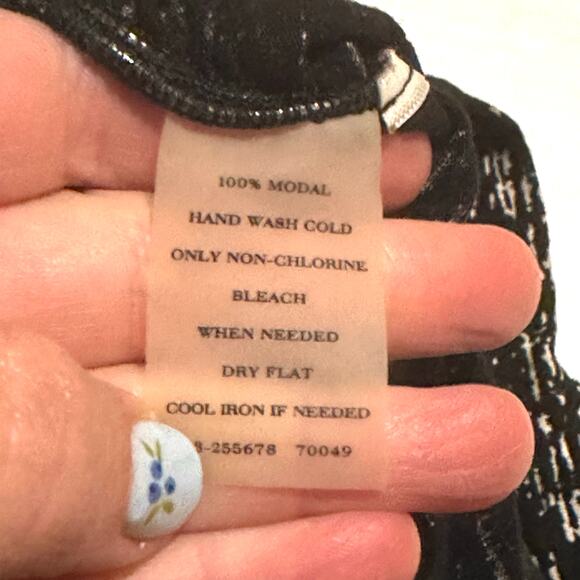 100% MODAL
HAND WASH COLD
ONLY NON-CHLORINE
BLEACH
WHEN NEEDED
DRY FLAT
COOL IRON IF NEEDED
-255678 70049